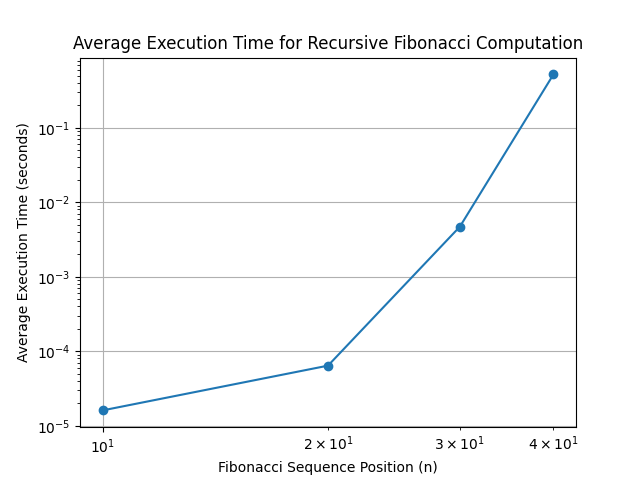 Average Execution Time for Recursive Fibonacci Computation
Average Execution Time (seconds)
10⁻¹
10⁻²
10⁻³
10⁻⁴
10⁻⁵
10¹
2 × 10¹
3 × 10¹
4 × 10¹
Fibonacci Sequence Position (n)